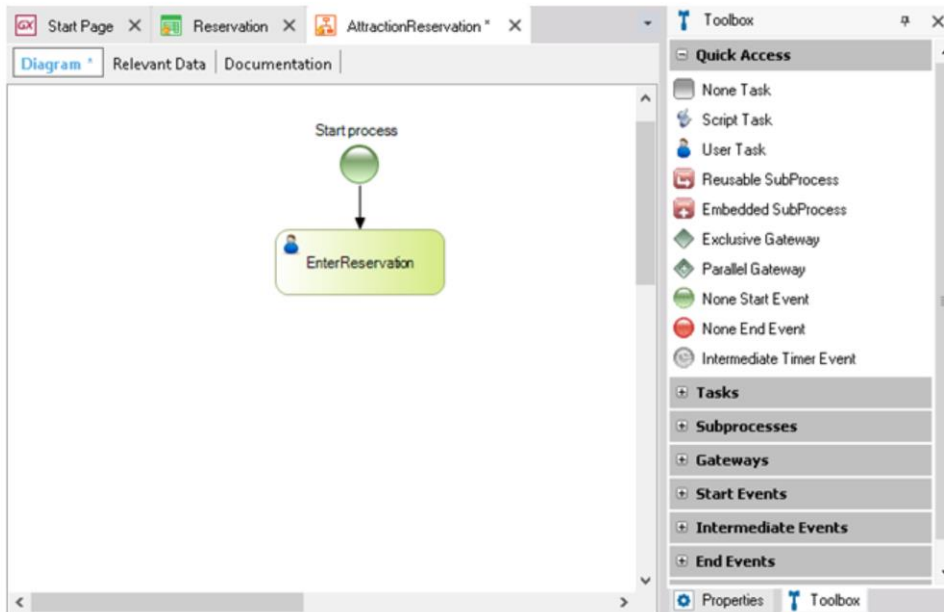 GX Start Page Reservation AttractionReservation *
Diagram * Relevant Data Documentation
Start process
EnterReservation
Toolbox
Quick Access
None Task
Script Task
User Task
Reusable SubProcess
Embedded SubProcess
Exclusive Gateway
Parallel Gateway
None Start Event
None End Event
Intermediate Timer Event
Tasks
Subprocesses
Gateways
Start Events
Intermediate Events
End Events
Properties Toolbox